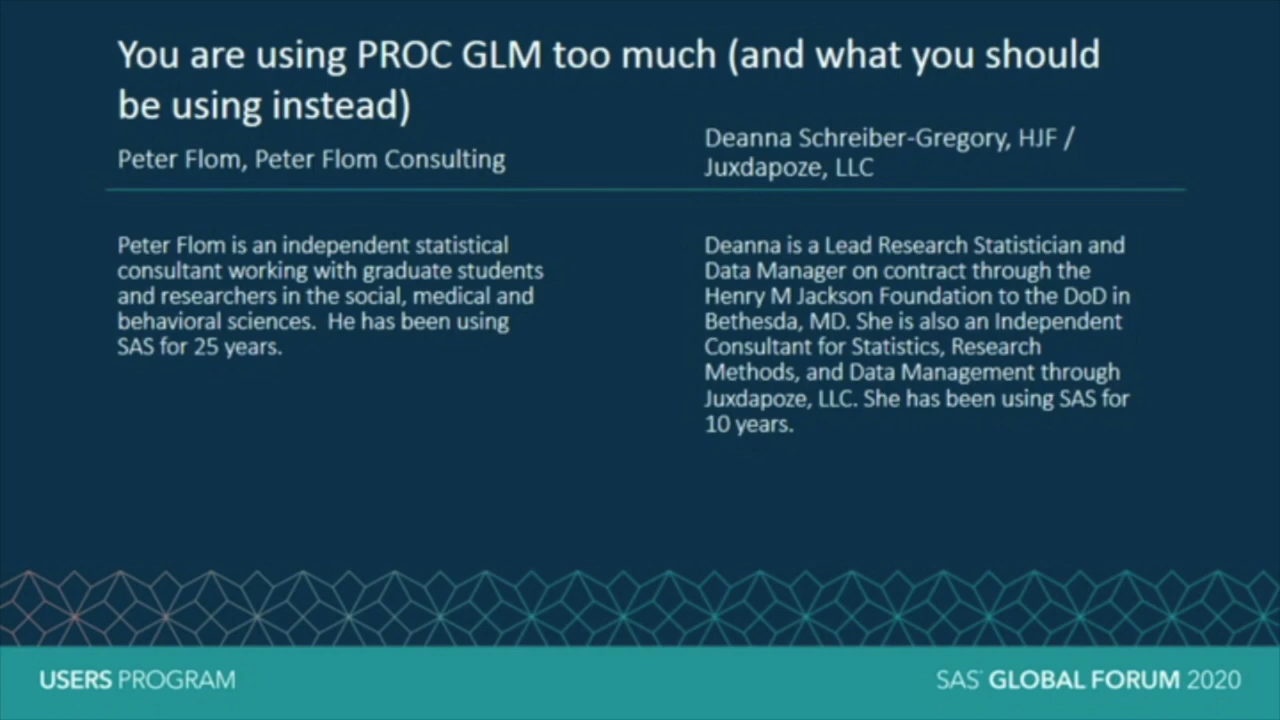 You are using PROC GLM too much (and what you should
be using instead)
Peter Flom, Peter Flom Consulting
Deanna Schreiber-Gregory, HJF /
Juxdapoze, LLC
Peter Flom is an independent statistical
consultant working with graduate students
and researchers in the social, medical and
behavioral sciences. He has been using
SAS for 25 years.
Deanna is a Lead Research Statistician and
Data Manager on contract through the
Henry M Jackson Foundation to the DoD in
Bethesda, MD. She is also an Independent
Consultant for Statistics, Research
Methods, and Data Management through
Juxdapoze, LLC. She has been using SAS for
10 years.
USERS PROGRAM
SAS® GLOBAL FORUM 2020